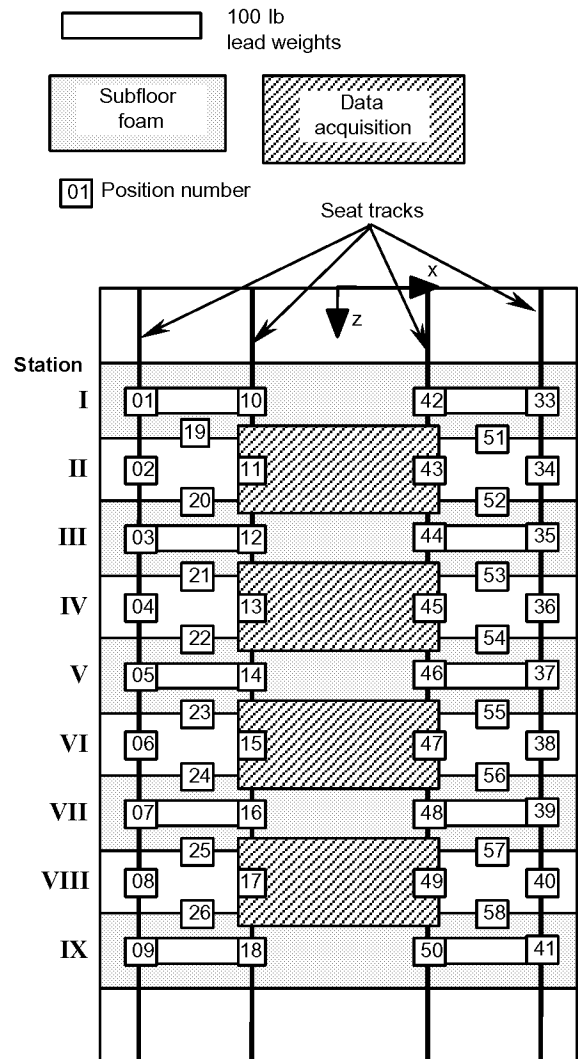 100 lb
lead weights
Subfloor
foam
Data
acquisition
01 Position number
Seat tracks
x
z
Station
I 01 10 42 33
19 51
II 02 11 43 34
20 52
III 03 12 44 35
21 53
IV 04 13 45 36
22 54
V 05 14 46 37
23 55
VI 06 15 47 38
24 56
VII 07 16 48 39
25 57
VIII 08 17 49 40
26 58
IX 09 18 50 41